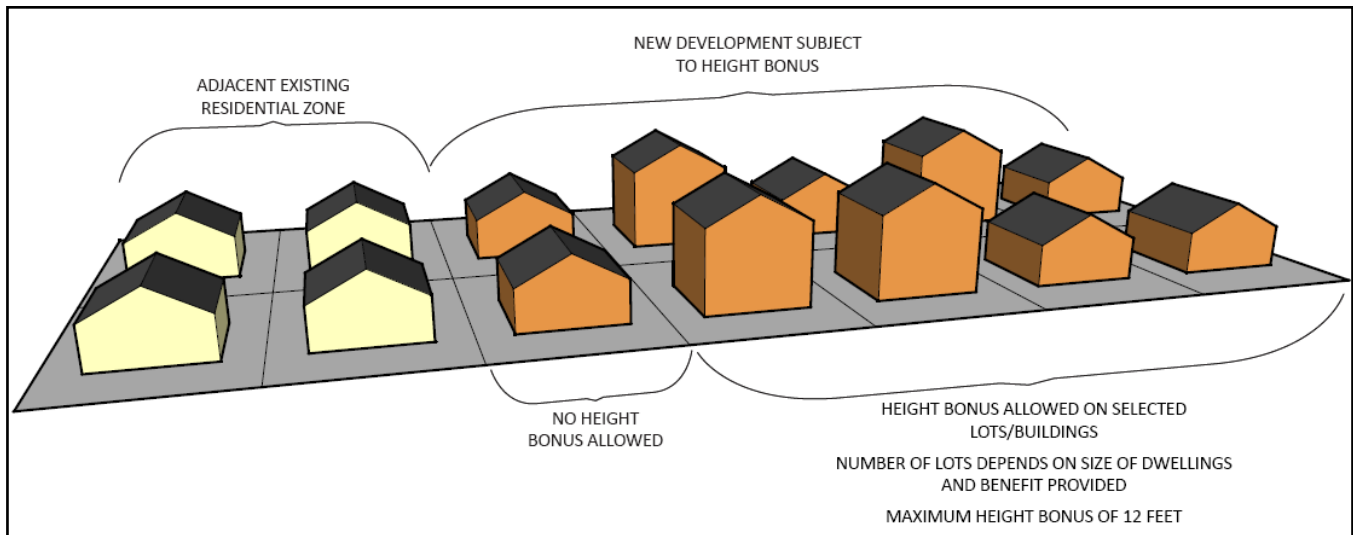 NEW DEVELOPMENT SUBJECT
TO HEIGHT BONUS
ADJACENT EXISTING
RESIDENTIAL ZONE
NO HEIGHT
BONUS ALLOWED
HEIGHT BONUS ALLOWED ON SELECTED
LOTS/BUILDINGS
NUMBER OF LOTS DEPENDS ON SIZE OF DWELLINGS
AND BENEFIT PROVIDED
MAXIMUM HEIGHT BONUS OF 12 FEET